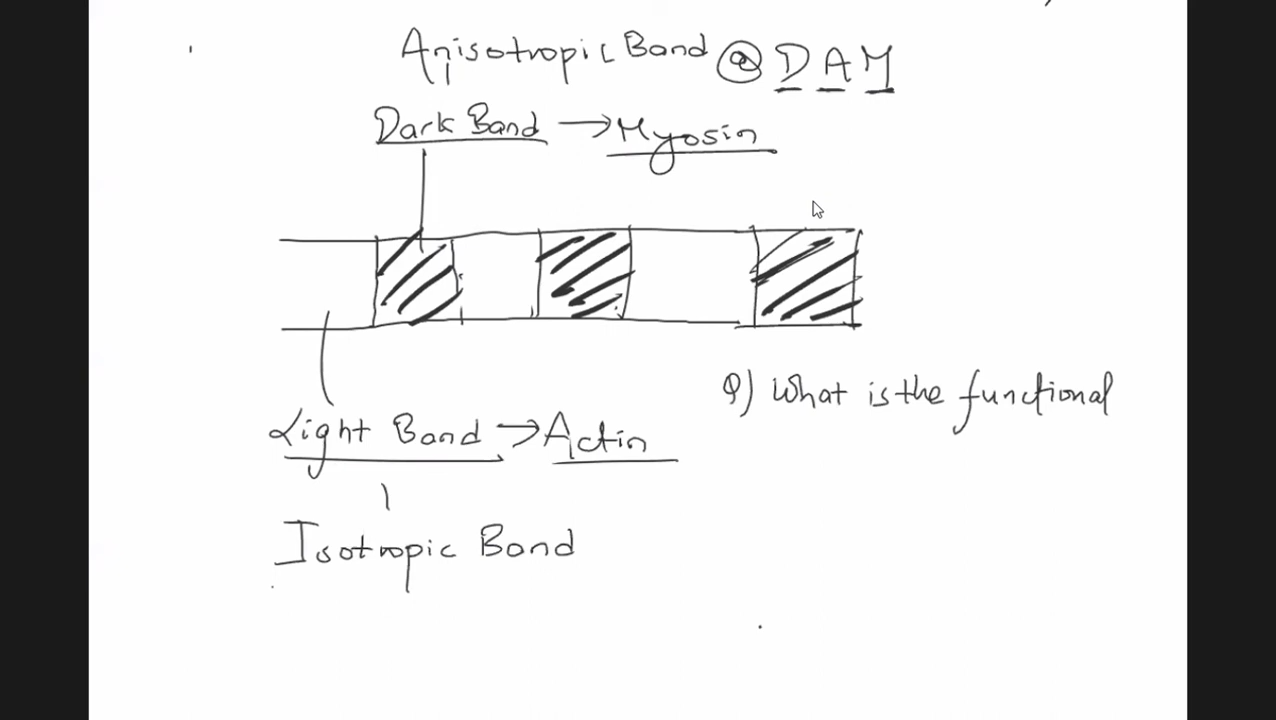 Anisotropic Band @ DAM
Dark Band → Myosin
Q) What is the functional
Light Band → Actin
Isotropic Band